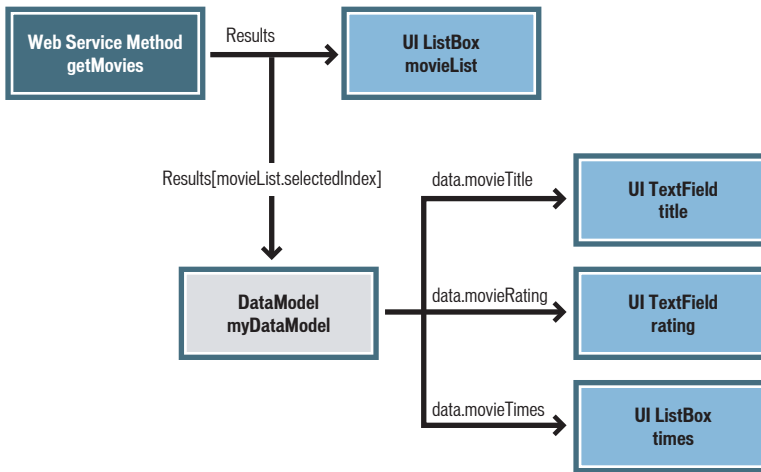 Web Service Method
getMovies
Results
UI ListBox
movieList
Results[movieList.selectedIndex]
data.movieTitle
UI TextField
title
DataModel
myDataModel
data.movieRating
UI TextField
rating
data.movieTimes
UI ListBox
times